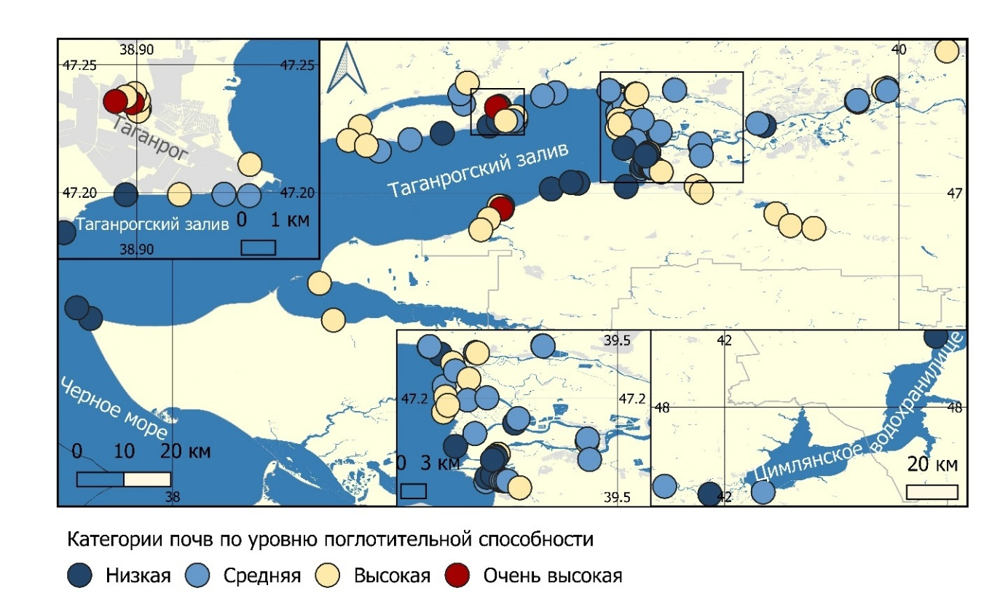 38.90
40
47.25
47.25
Таганрог
Таганрогский залив
47.20
47.20
47
Таганрогский залив
0 1 км
38.90
39.5
42
Черное море
47.2
47.2
48
48
Цимлянское водохранилище
0 10 20 км
0 3 км
20 км
38
39.5
42
Категории почв по уровню поглотительной способности
Низкая Средняя Высокая Очень высокая